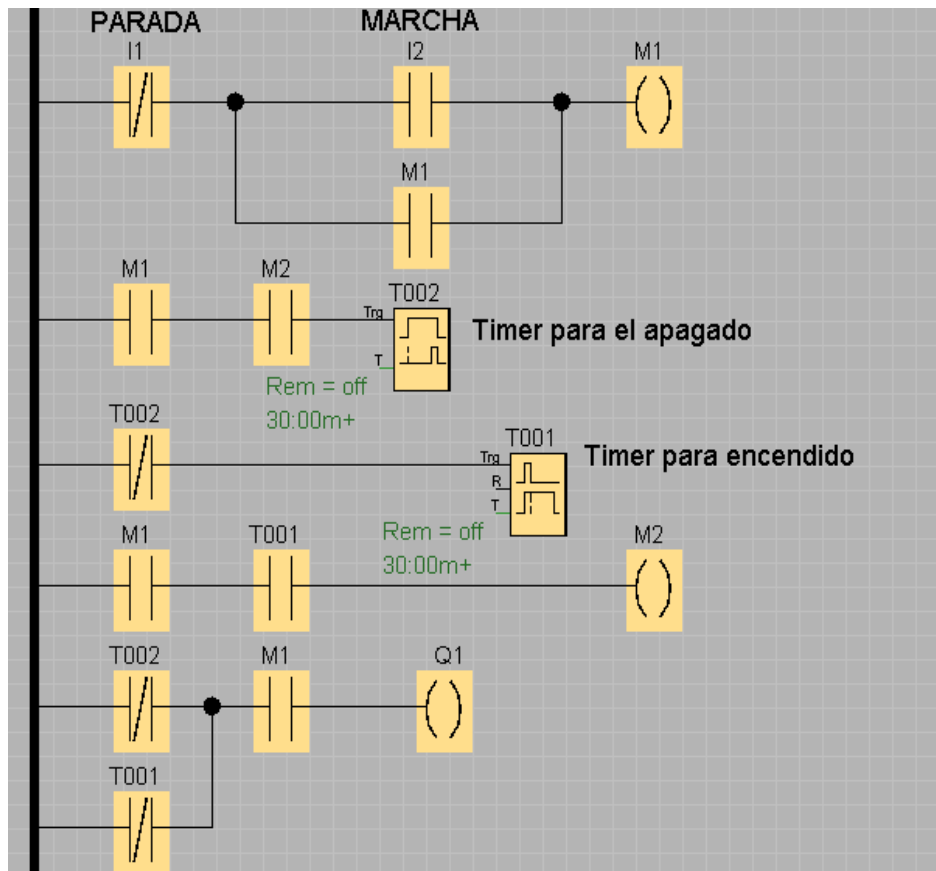 PARADA
MARCHA
I1
I2
M1
M1
M1
M2
T002
Trg
T
Timer para el apagado
Rem = off
30:00m+
T002
T001
Trg
R
T
Timer para encendido
Rem = off
30:00m+
M1
T001
M2
T002
M1
Q1
T001